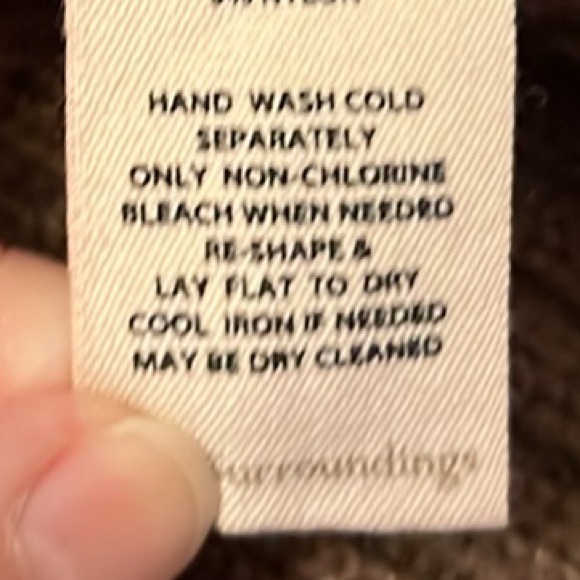 HAND WASH COLD
SEPARATELY
ONLY NON-CHLORINE
BLEACH WHEN NEEDED
RE-SHAPE &
LAY FLAT TO DRY
COOL IRON IF NEEDED
MAY BE DRY CLEANED
urroundings